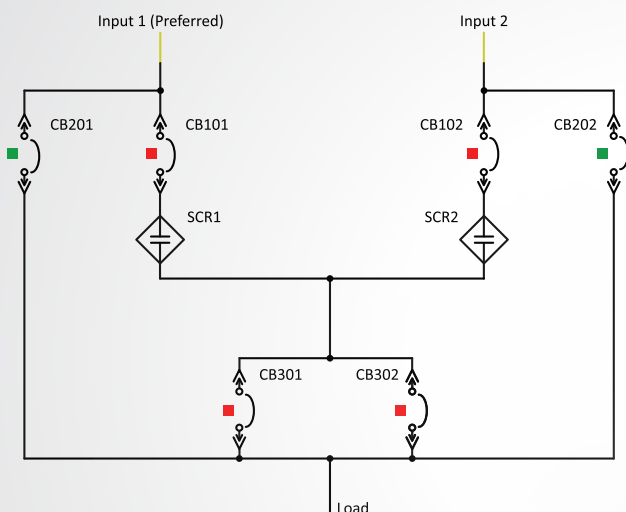 Input 1 (Preferred)
Input 2
CB201
CB101
CB102
CB202
SCR1
SCR2
CB301
CB302
Load